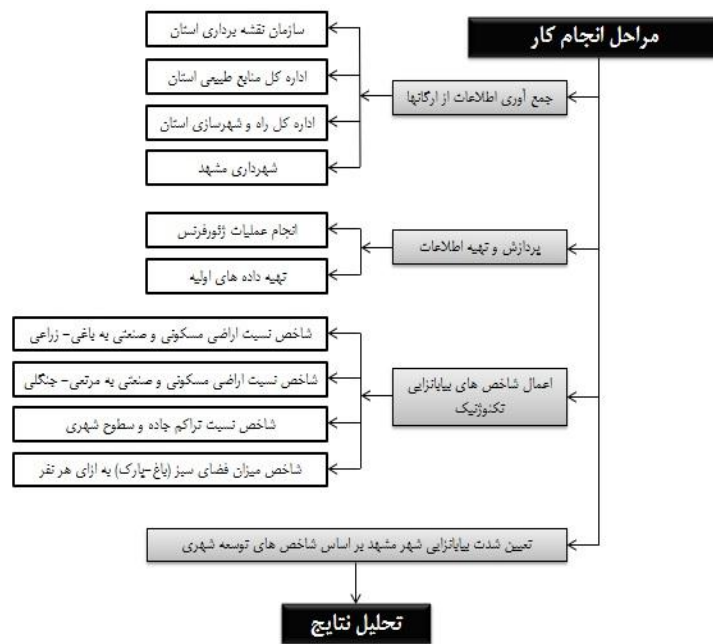 مراحل انجام کار
جمع آوری اطلاعات از ارگانها
سازمان نقشه برداری استان
اداره کل منابع طبیعی استان
اداره کل راه و شهرسازی استان
شهرداری مشهد
پردازش و تهیه اطلاعات
انجام عملیات ژئورفرنس
تهیه داده های اولیه
اعمال شاخص های بیابانزایی
تکنوژنیک
شاخص نسبت اراضی مسکونی و صنعتی به باغی- زراعی
شاخص نسبت اراضی مسکونی و صنعتی به مرتعی- جنگلی
شاخص نسبت تراکم جاده و سطوح شهری
شاخص میزان فضای سبز (باغ-پارک) به ازای هر نفر
تعیین شدت بیابانزایی شهر مشهد بر اساس شاخص های توسعه شهری
تحلیل نتایج